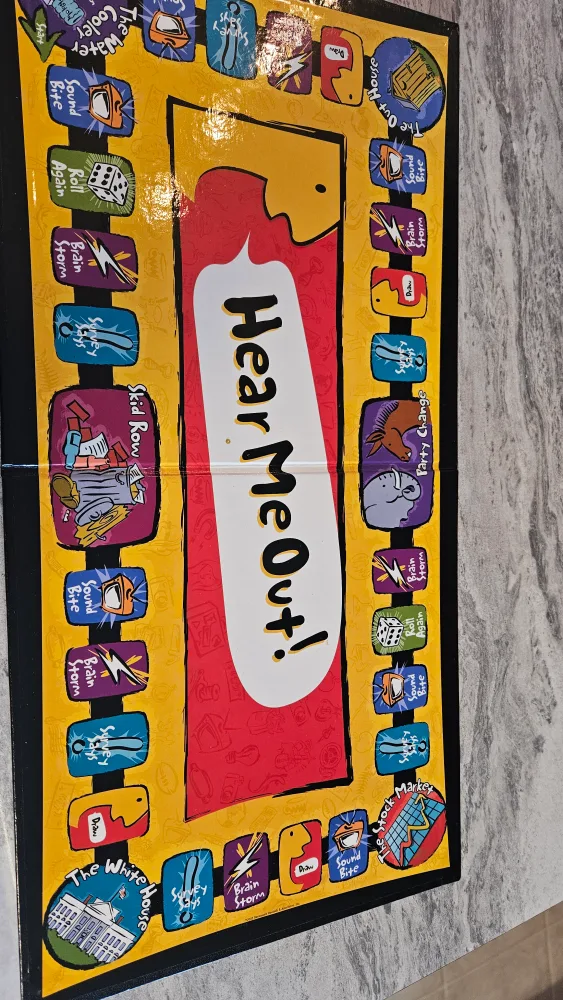 The Out House
Sound
Bite
Brain
Storm
Draw
Survey
Says
Party Change
Brain
Storm
Roll
Again
Sound
Bite
Survey
Says
The Stock Market
Draw
Hear Me Out!
Sound
Bite
Draw
Brain
Storm
Survey
Says
The Water
Cooler
Start
Sound
Bite
Roll
Again
Brain
Storm
Survey
Says
Skid Row
Sound
Bite
Brain
Storm
Survey
Says
Draw
The White House